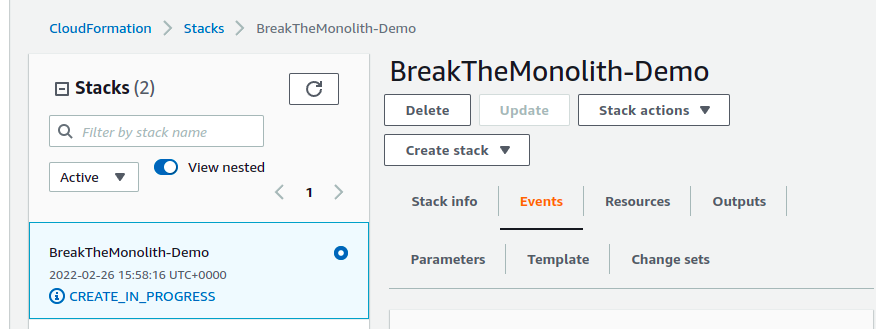 CloudFormation > Stacks > BreakTheMonolith-Demo
Stacks (2)
Filter by stack name
Active
View nested
1
BreakTheMonolith-Demo
2022-02-26 15:58:16 UTC+0000
CREATE_IN_PROGRESS
BreakTheMonolith-Demo
Delete Update Stack actions
Create stack
Stack info Events Resources Outputs
Parameters Template Change sets